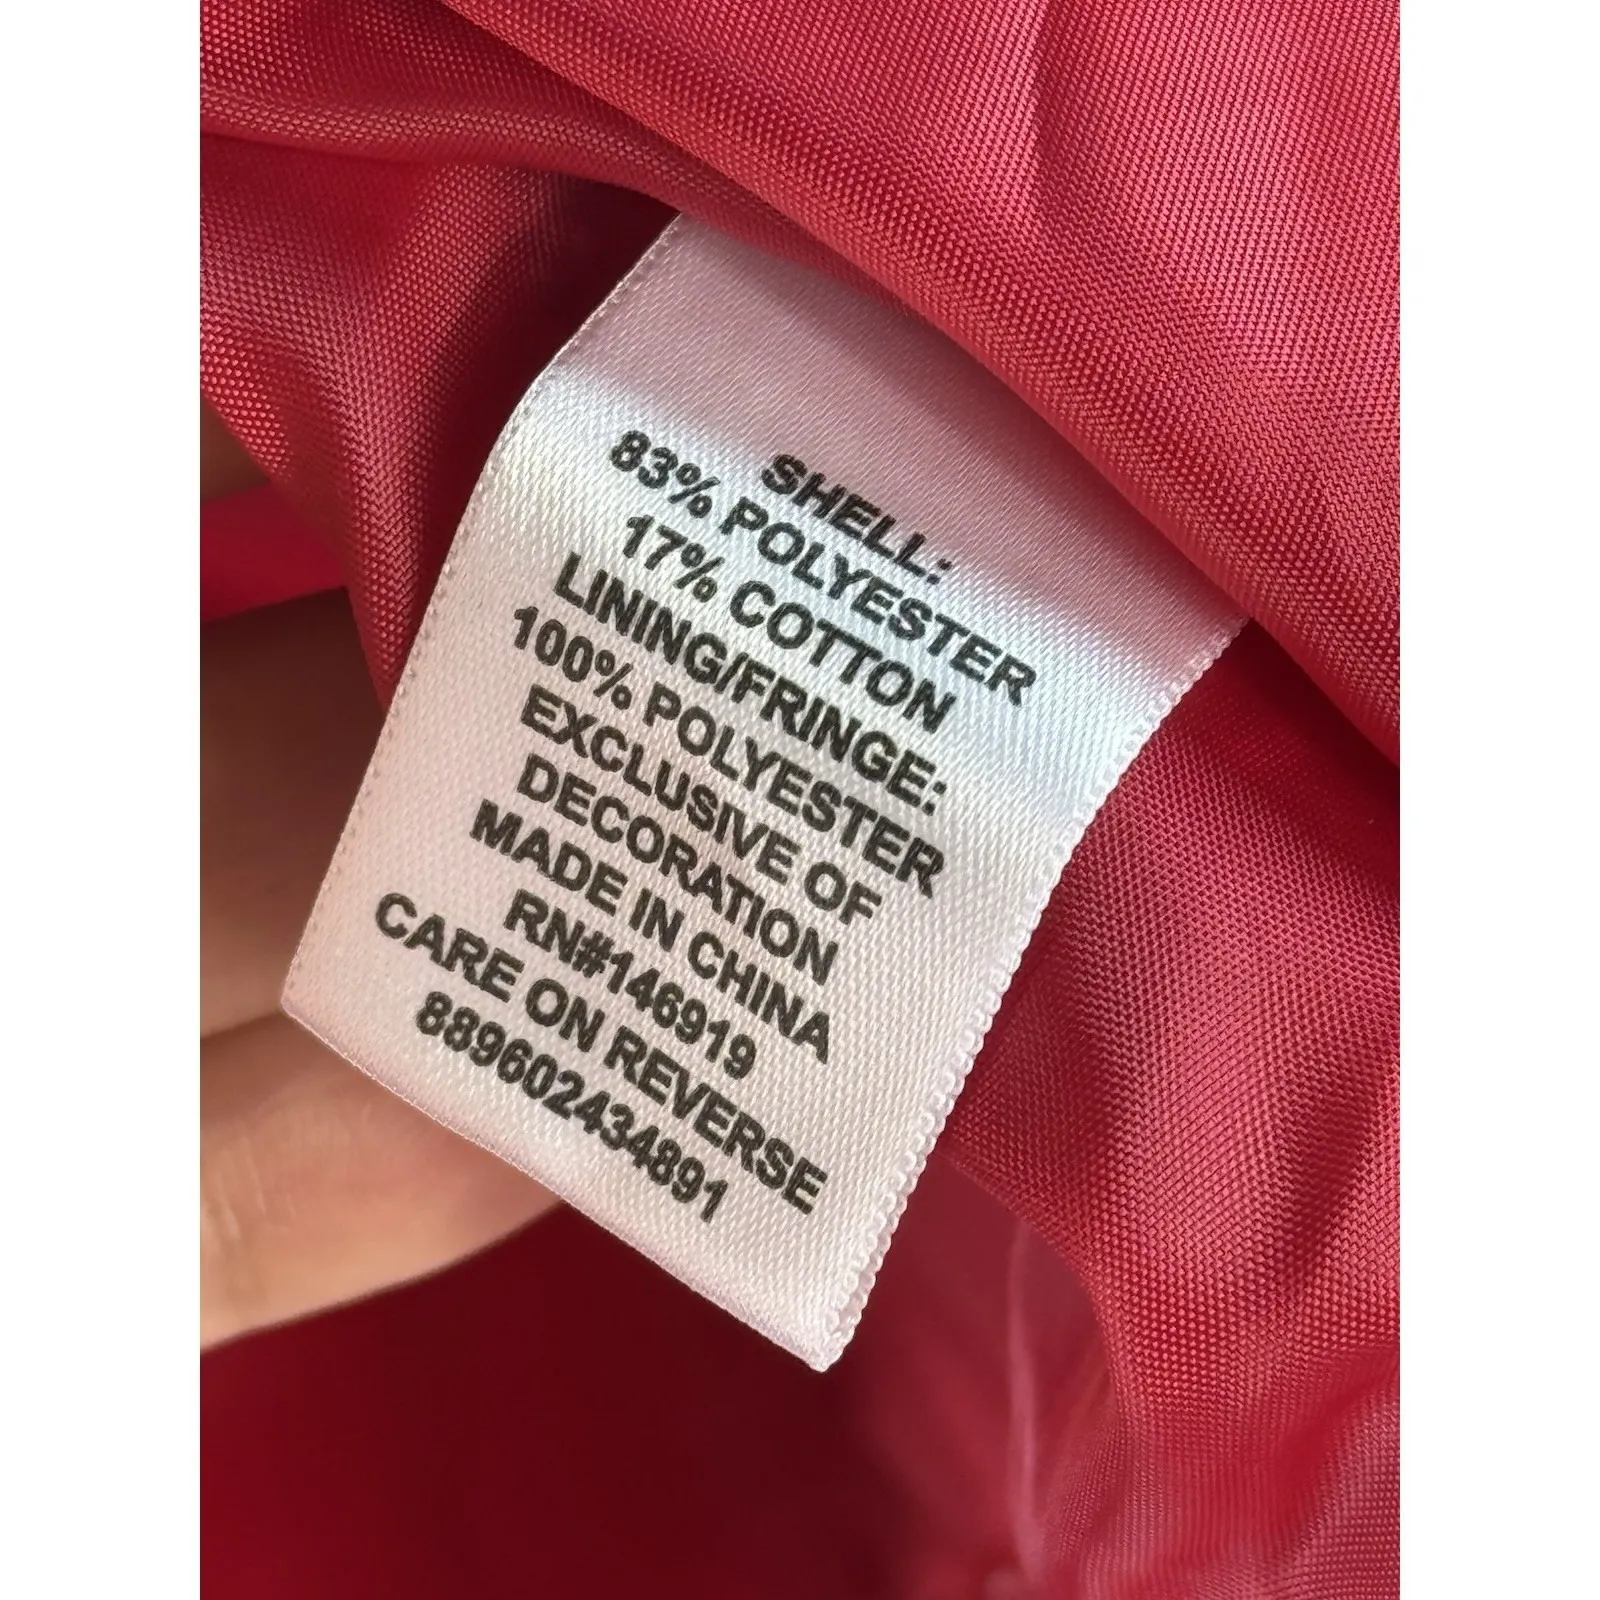 SHELL:
83% POLYESTER
17% COTTON
LINING/FRINGE:
100% POLYESTER
EXCLUSIVE OF
DECORATION
MADE IN CHINA
RN#146919
CARE ON REVERSE
889602434891